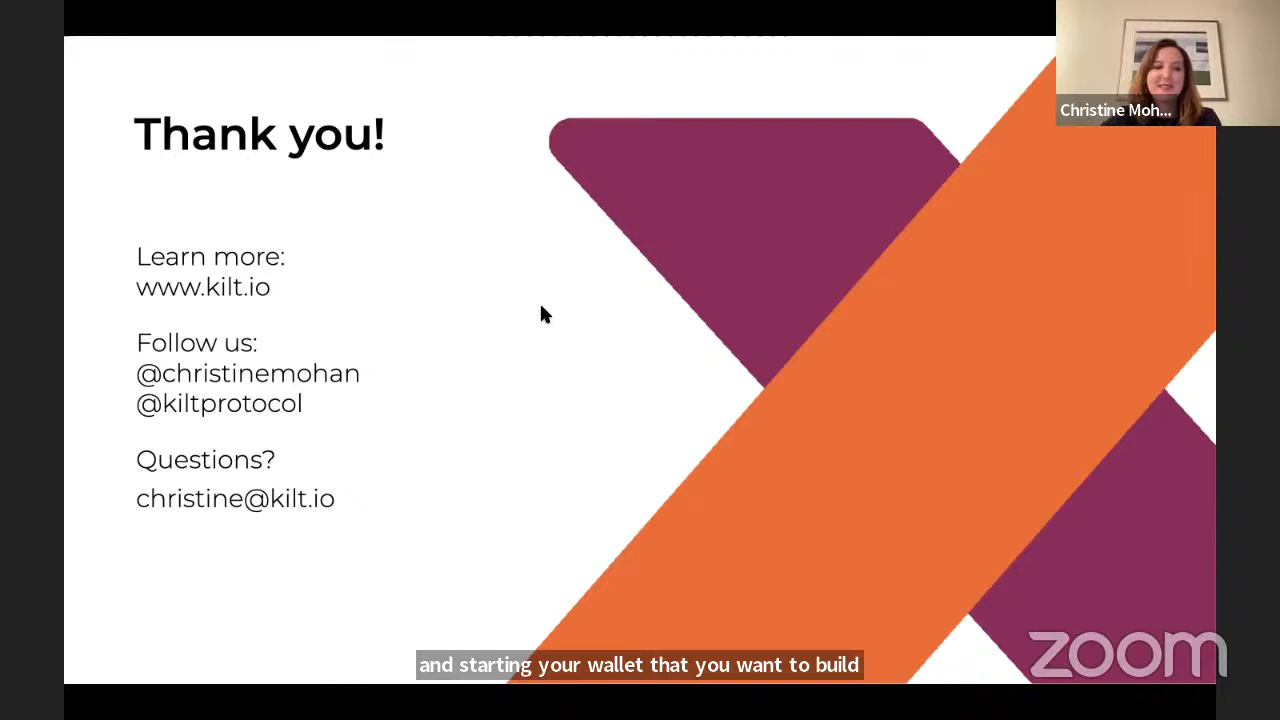 Thank you!
Learn more:
www.kilt.io
Follow us:
@christinemohan
@kiltprotocol
Questions?
christine@kilt.io
Christine Moh...
and starting your wallet that you want to build
zoom